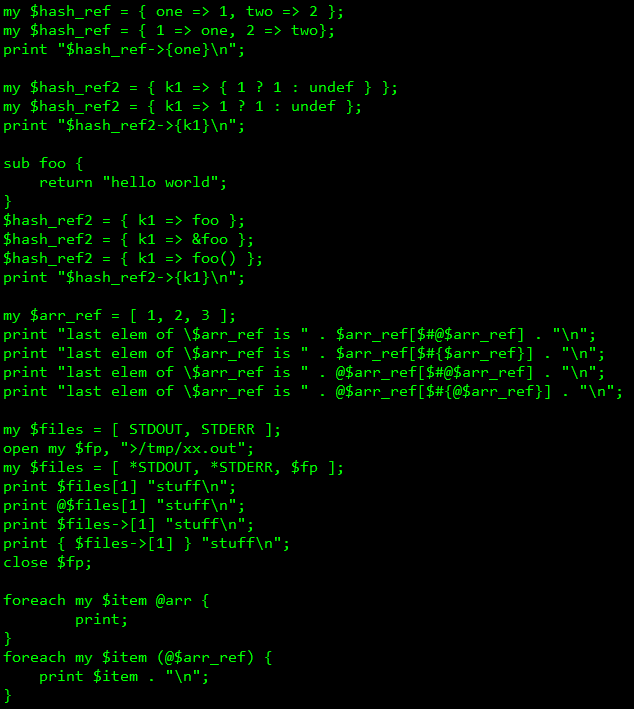 my $hash_ref = { one => 1, two => 2 };
my $hash_ref = { 1 => one, 2 => two};
print "$hash_ref->{one}\n";

my $hash_ref2 = { k1 => { 1 ? 1 : undef } };
my $hash_ref2 = { k1 => 1 ? 1 : undef };
print "$hash_ref2->{k1}\n";

sub foo {
    return "hello world";
}
$hash_ref2 = { k1 => foo };
$hash_ref2 = { k1 => &foo };
$hash_ref2 = { k1 => foo() };
print "$hash_ref2->{k1}\n";

my $arr_ref = [ 1, 2, 3 ];
print "last elem of \$arr_ref is " . $arr_ref[$#@$arr_ref] . "\n";
print "last elem of \$arr_ref is " . $arr_ref[$#{$arr_ref}] . "\n";
print "last elem of \$arr_ref is " . @$arr_ref[$#@$arr_ref] . "\n";
print "last elem of \$arr_ref is " . @$arr_ref[$#{@$arr_ref}] . "\n";

my $files = [ STDOUT, STDERR ];
open my $fp, ">/tmp/xx.out";
my $files = [ *STDOUT, *STDERR, $fp ];
print $files[1] "stuff\n";
print @$files[1] "stuff\n";
print $files->[1] "stuff\n";
print { $files->[1] } "stuff\n";
close $fp;

foreach my $item @arr {
        print;
}
foreach my $item (@$arr_ref) {
    print $item . "\n";
}